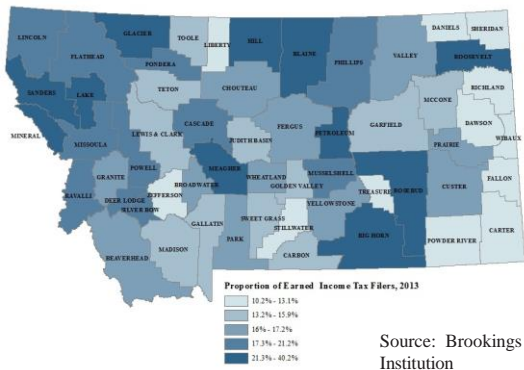 LINCOLN
GLACIER
TOOLE
LIBERTY
HILL
BLAINE
PHILLIPS
VALLEY
DANIELS
SHERIDAN
FLATHEAD
PONDERA
ROOSEVELT
SANDERS
LAKE
TETON
CHOUTEAU
RICHLAND
MCCONE
MINERAL
MISSOULA
LEWIS & CLARK
CASCADE
JUDITH BASIN
FERGUS
PETROLEUM
GARFIELD
DAWSON
WIBAUX
PRAIRIE
GRANITE
POWELL
MEAGHER
WHEATLAND
MUSSELSHELL
GOLDEN VALLEY
TREASURE
ROSEBUD
CUSTER
FALLON
RAVALLI
DEER LODGE
SILVER BOW
JEFFERSON
BROADWATER
YELLOWSTONE
GALLATIN
SWEET GRASS
STILLWATER
BIG HORN
POWDER RIVER
CARTER
BEAVERHEAD
MADISON
PARK
CARBON
Proportion of Earned Income Tax Filers, 2013
10.2% - 13.1%
13.2% - 15.9%
16% - 17.2%
17.3% - 21.2%
21.3% - 40.2%
Source: Brookings
Institution